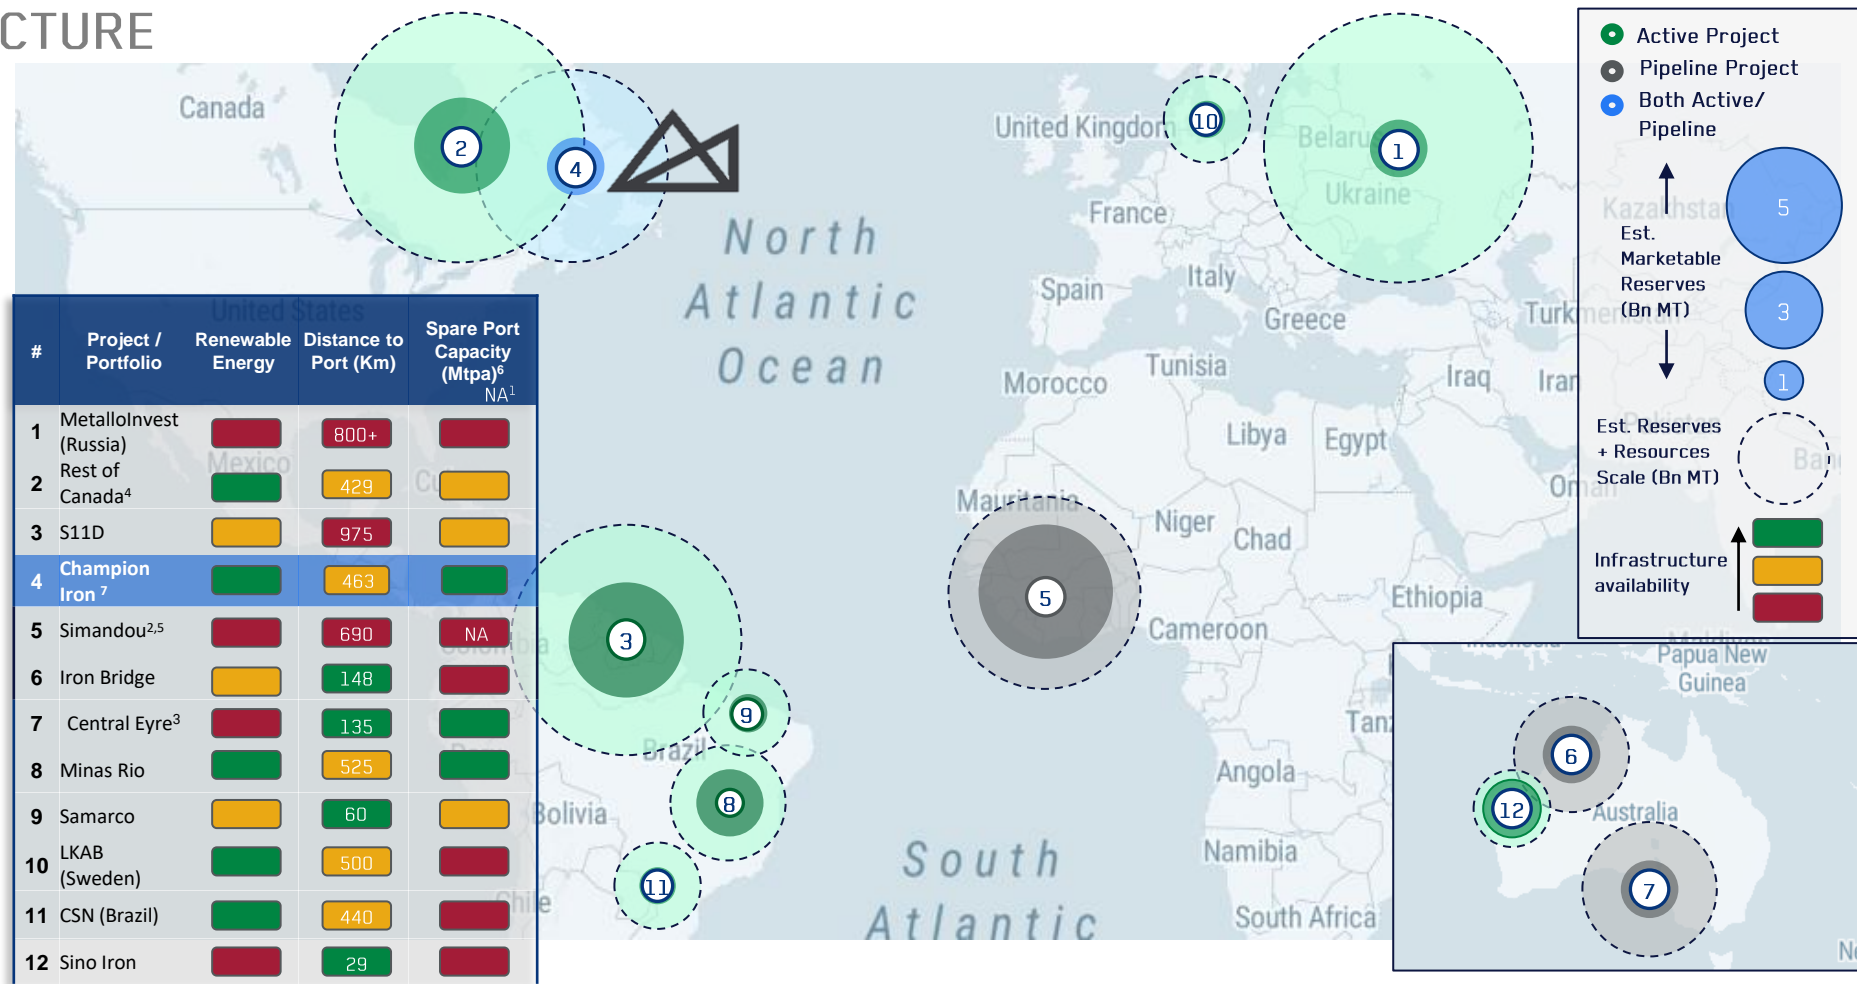 CTURE
Canada
United States
Mexico
North
Atlantic
Ocean
United Kingdom
Belarus
Ukraine
France
Spain
Italy
Greece
Kazakhstan
Turkmenistan
Morocco
Tunisia
Iraq
Iran
Libya
Egypt
Pakistan
Oman
Mauritania
Niger
Chad
Ethiopia
Cameroon
Angola
Namibia
South Africa
Colombia
Brazil
Bolivia
Chile
South
Atlantic
Papua New
Guinea
Australia
2
4
10
1
3
5
9
8
11
6
12
7
Active Project
Pipeline Project
Both Active/
Pipeline
Est.
Marketable
Reserves
(Bn MT)
5
3
1
Est. Reserves
+ Resources
Scale (Bn MT)
Infrastructure
availability
# Project / Portfolio Renewable Energy Distance to Port (Km) Spare Port Capacity (Mtpa)6
NA1
1 MetalloInvest (Russia) 800+
2 Rest of Canada4 429
3 S11D 975
4 Champion Iron 7 463
5 Simandou2,5 690 NA
6 Iron Bridge 148
7 Central Eyre3 135
8 Minas Rio 525
9 Samarco 60
10 LKAB (Sweden) 500
11 CSN (Brazil) 440
12 Sino Iron 29